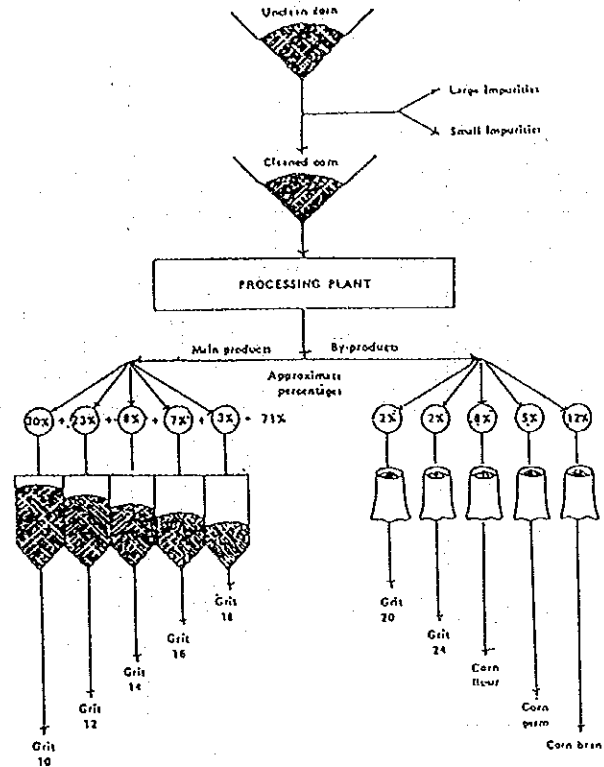 Unclean corn
Large Impurities
Small Impurities
Cleaned corn
PROCESSING PLANT
Main products
By-products
Approximate
percentages
30% + 23% + 8% + 7% + 3% - 71%
2% 2% 8% 5% 12%
Grit
18
Grit
20
Grit
16
Grit
24
Grit
14
Corn
flour
Grit
12
Corn
germ
Grit
10
Corn bran